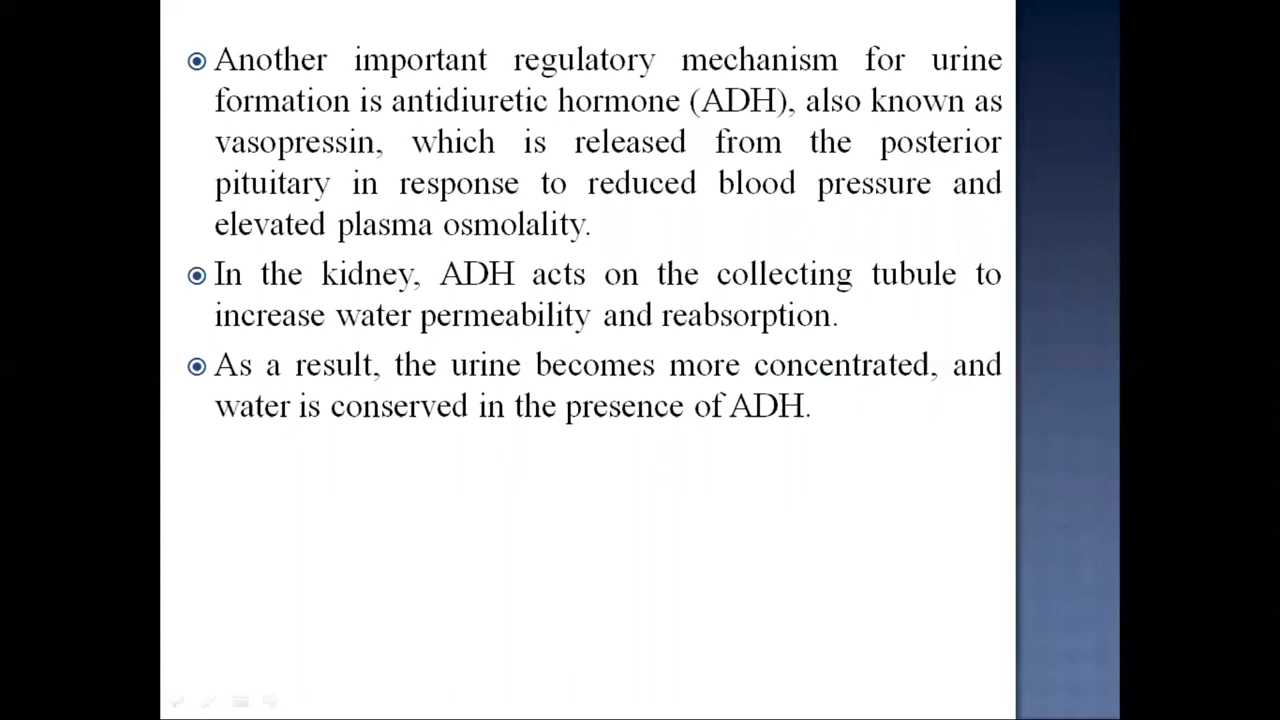 Another important regulatory mechanism for urine
formation is antidiuretic hormone (ADH), also known as
vasopressin, which is released from the posterior
pituitary in response to reduced blood pressure and
elevated plasma osmolality.
In the kidney, ADH acts on the collecting tubule to
increase water permeability and reabsorption.
As a result, the urine becomes more concentrated, and
water is conserved in the presence of ADH.